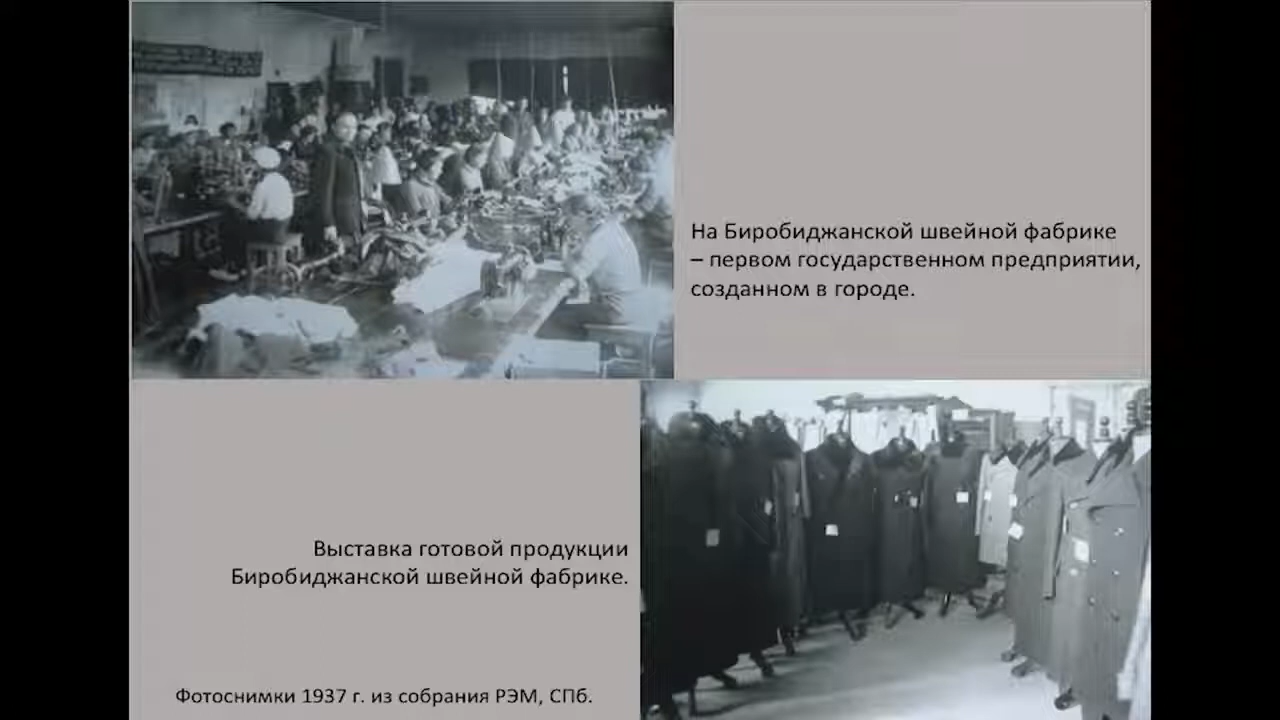 На Биробиджанской швейной фабрике
– первом государственном предприятии,
созданном в городе.
Выставка готовой продукции
Биробиджанской швейной фабрике.
Фотоснимки 1937 г. из собрания РЭМ, СПб.